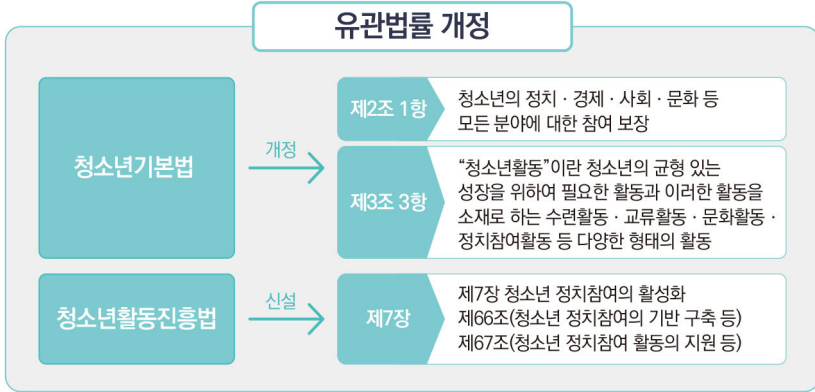 유관법률 개정
청소년기본법
개정
제2조 1항
청소년의 정치 · 경제 · 사회 · 문화 등
모든 분야에 대한 참여 보장
제3조 3항
“청소년활동”이란 청소년의 균형 있는
성장을 위하여 필요한 활동과 이러한 활동을
소재로 하는 수련활동 · 교류활동 · 문화활동 ·
정치참여활동 등 다양한 형태의 활동
청소년활동진흥법
신설
제7장
제7장 청소년 정치참여의 활성화
제66조(청소년 정치참여의 기반 구축 등)
제67조(청소년 정치참여 활동의 지원 등)